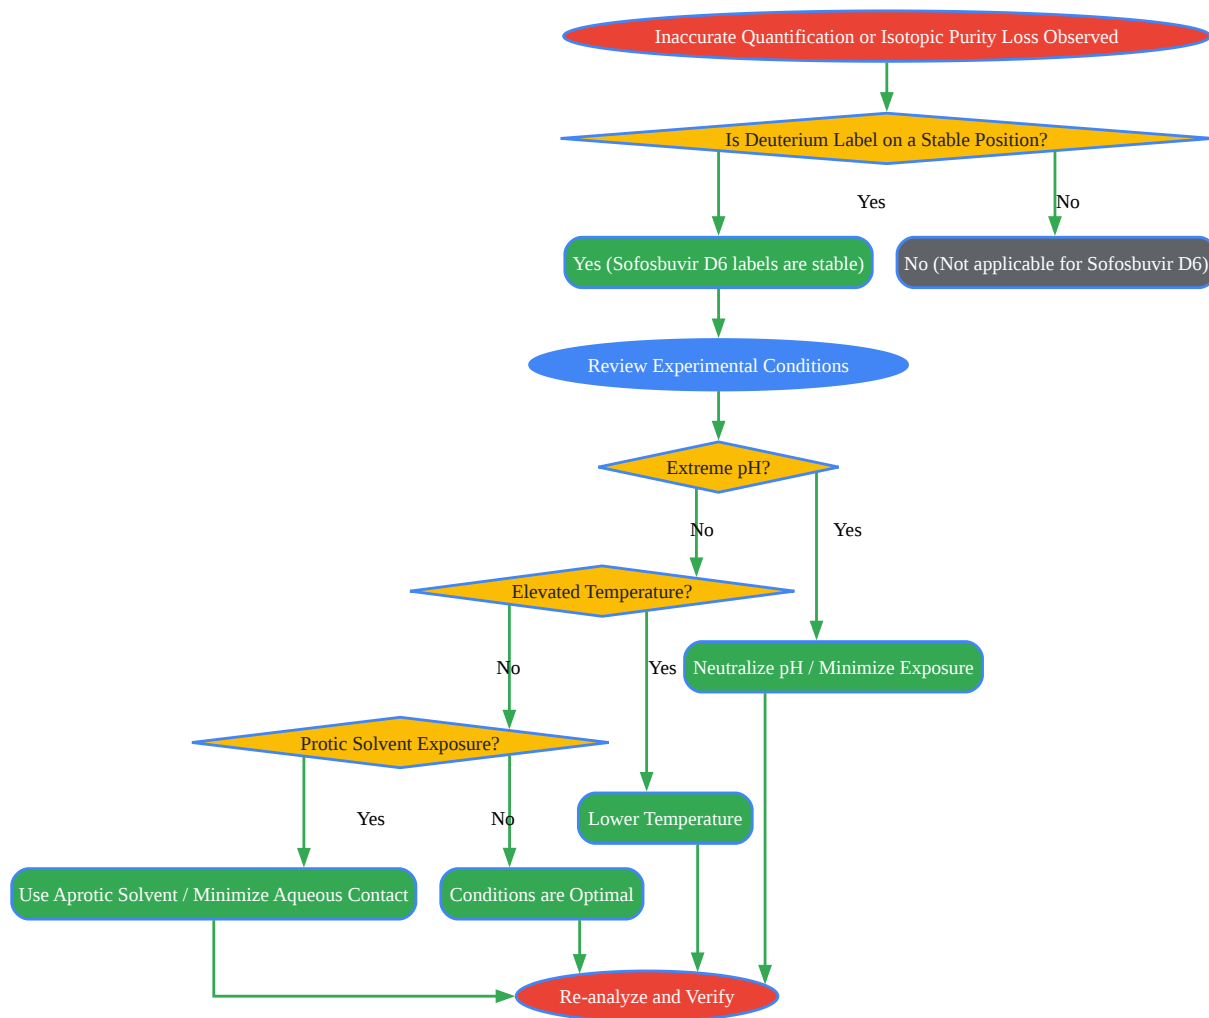 Inaccurate Quantification or Isotopic Purity Loss Observed
Is Deuterium Label on a Stable Position?
Yes
No
Yes (Sofosbuvir D6 labels are stable)
No (Not applicable for Sofosbuvir D6)
Review Experimental Conditions
Extreme pH?
No
Yes
Elevated Temperature?
No
Yes
Neutralize pH / Minimize Exposure
Protic Solvent Exposure?
Yes
No
Lower Temperature
Use Aprotic Solvent / Minimize Aqueous Contact
Conditions are Optimal
Re-analyze and Verify